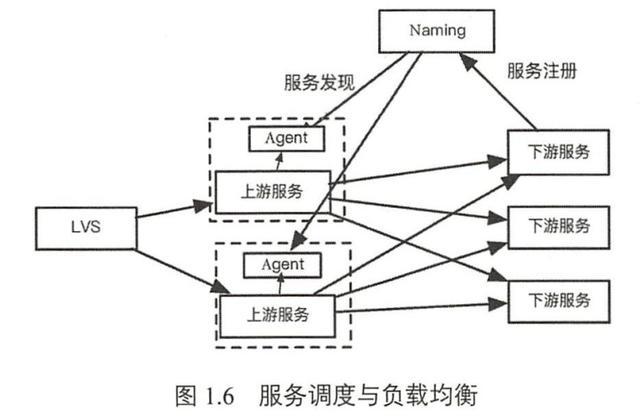 Naming
服务发现
服务注册
Agent
上游服务
下游服务
LVS
下游服务
Agent
上游服务
下游服务
图 1.6 服务调度与负载均衡